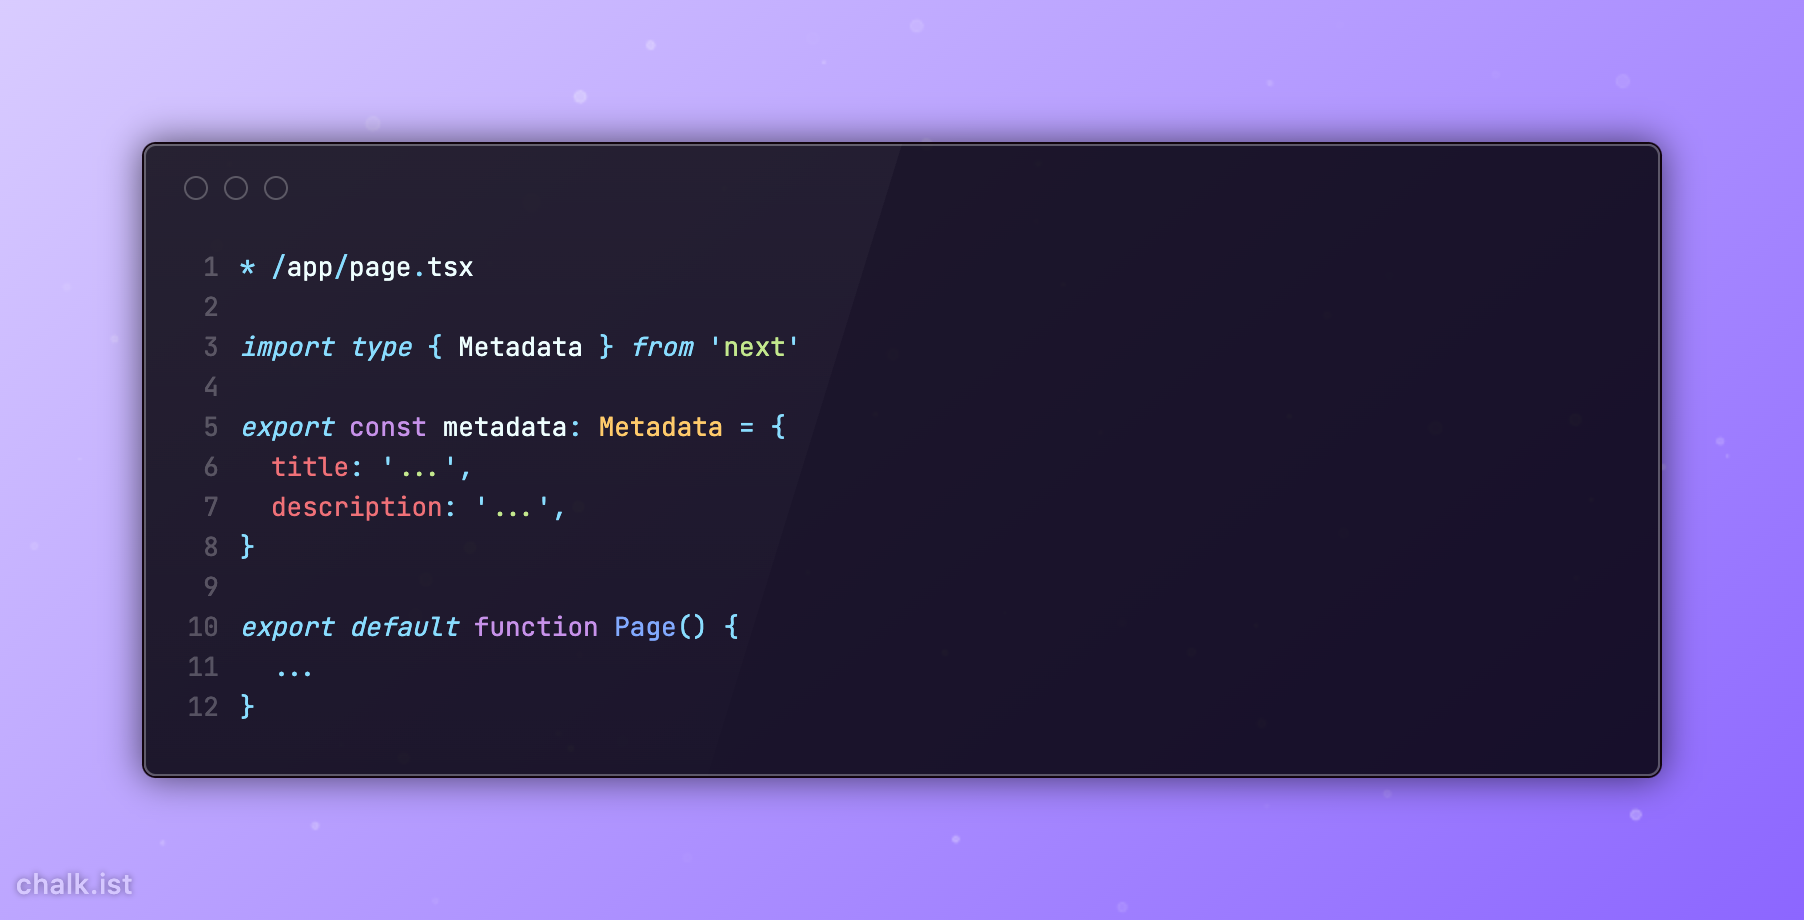 1 * /app/page.tsx
2
3 import type { Metadata } from 'next'
4
5 export const metadata: Metadata = {
6   title: '...',
7   description: '...',
8 }
9
10 export default function Page() {
11   ...
12 }
chalk.ist